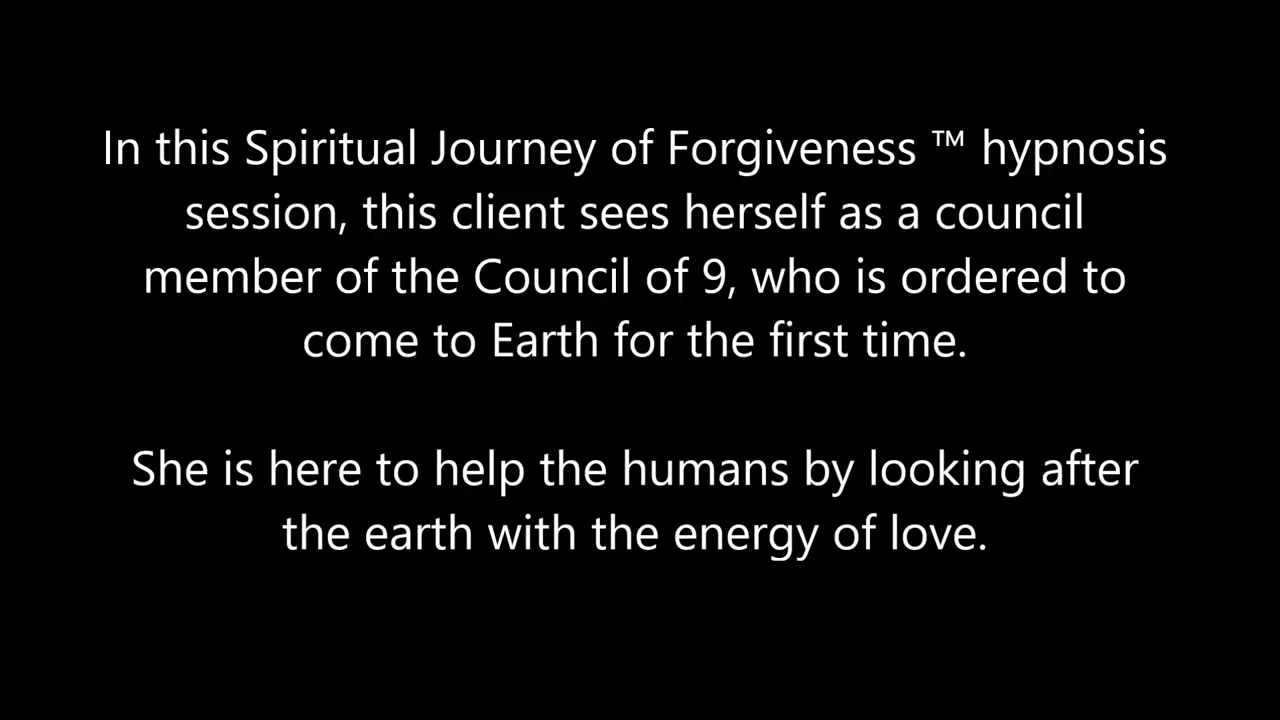 In this Spiritual Journey of Forgiveness ™ hypnosis
session, this client sees herself as a council
member of the Council of 9, who is ordered to
come to Earth for the first time.
She is here to help the humans by looking after
the earth with the energy of love.